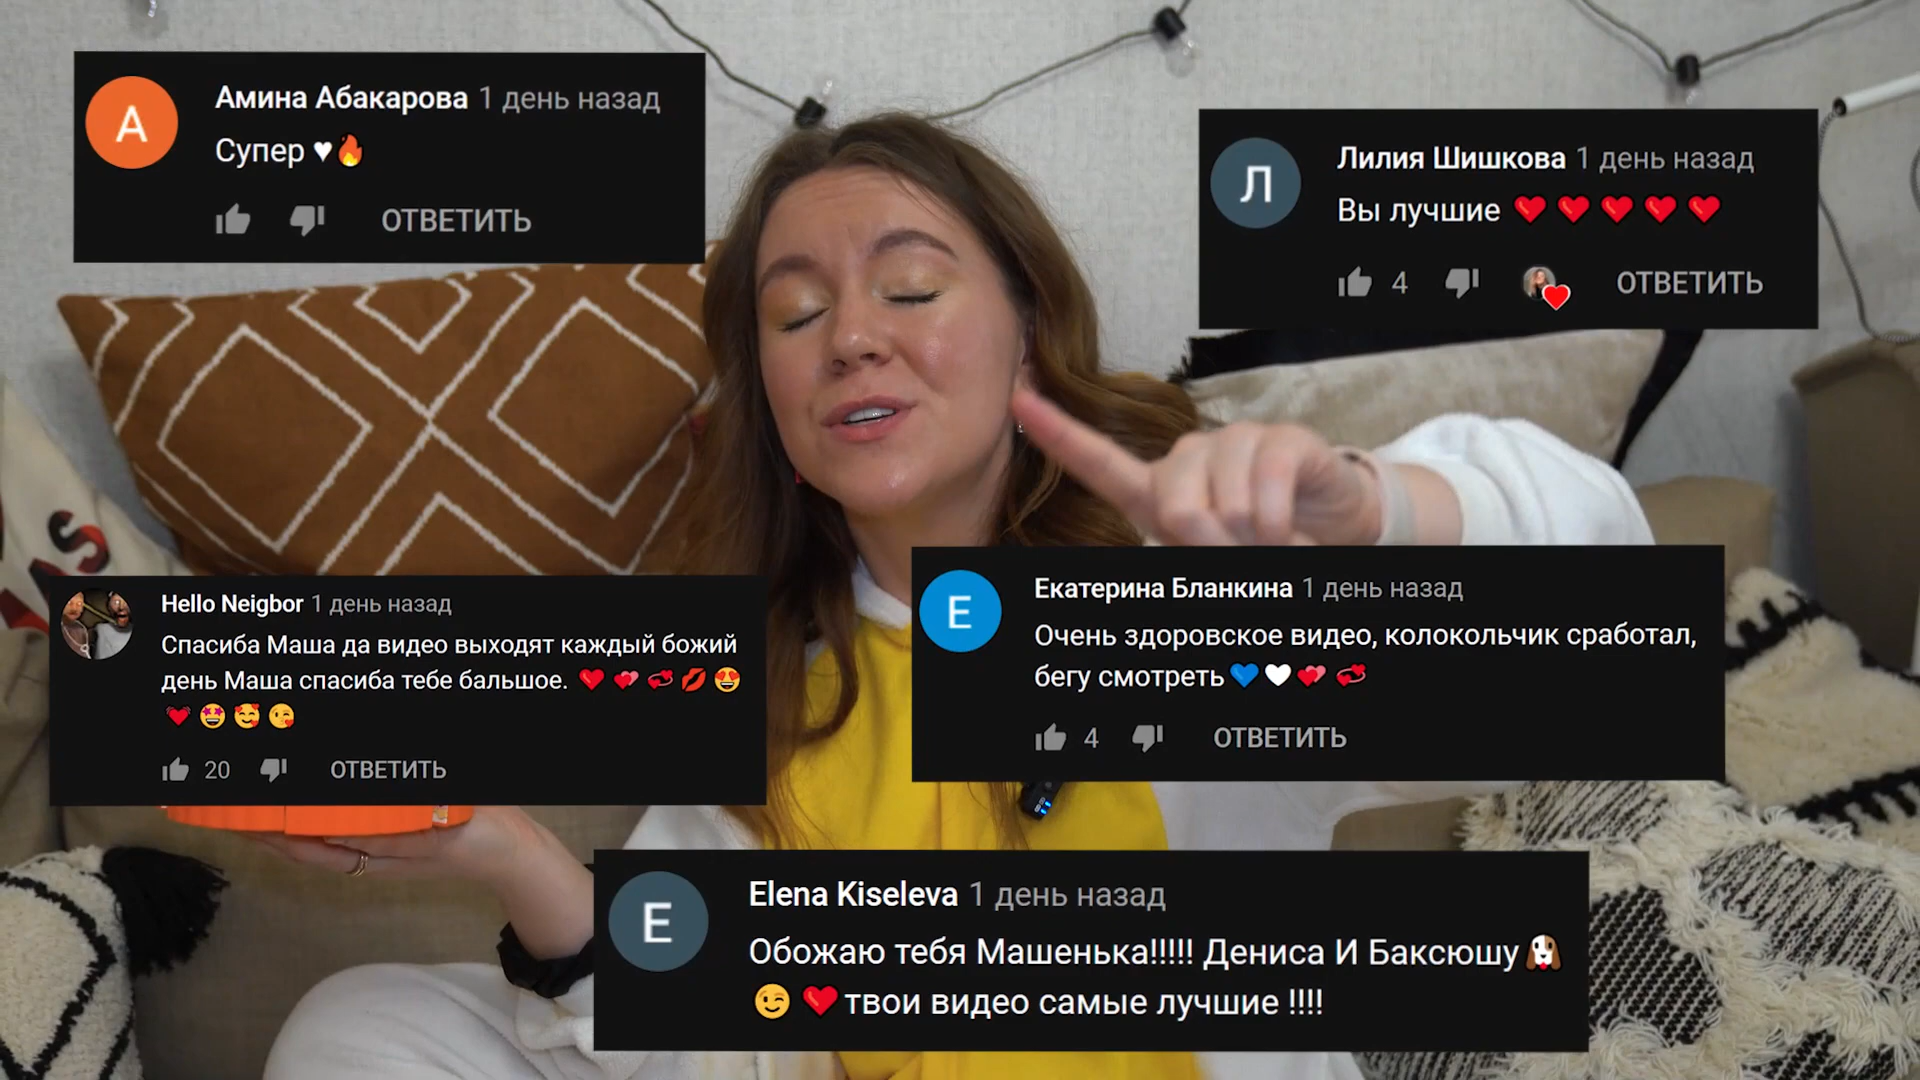 А
Амина Абакарова 1 день назад
Супер ♥🔥
ОТВЕТИТЬ
Л
Лилия Шишкова 1 день назад
Вы лучшие ❤️ ❤️ ❤️ ❤️ ❤️
4 ОТВЕТИТЬ
Hello Neigbor 1 день назад
Спасиба Маша да видео выходят каждый божий
день Маша спасиба тебе бальшое. ❤️ 💕 💞 💋 😍
💓 🤩 🥰 😘
20 ОТВЕТИТЬ
Е
Екатерина Бланкина 1 день назад
Очень здоровское видео, колокольчик сработал,
бегу смотреть💙🤍💕 💞
4 ОТВЕТИТЬ
E
Elena Kiseleva 1 день назад
Обожаю тебя Машенька!!!!! Дениса И Баксюшу🐶
😉 ❤️твои видео самые лучшие !!!!